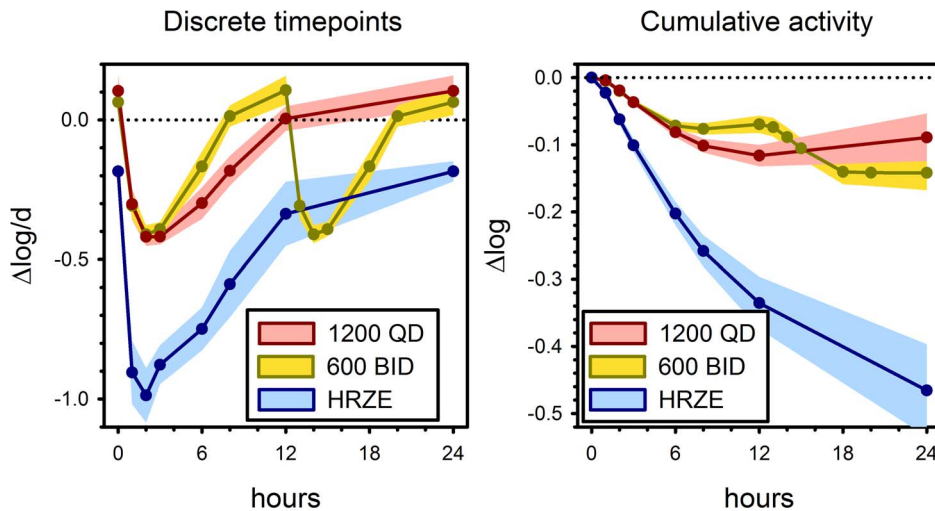 Discrete timepoints
Δlog/d
0.0
-0.5
-1.0
1200 QD
600 BID
HRZE
0 6 12 18 24
hours
Cumulative activity
Δlog
0.0
-0.1
-0.2
-0.3
-0.4
-0.5
1200 QD
600 BID
HRZE
0 6 12 18 24
hours